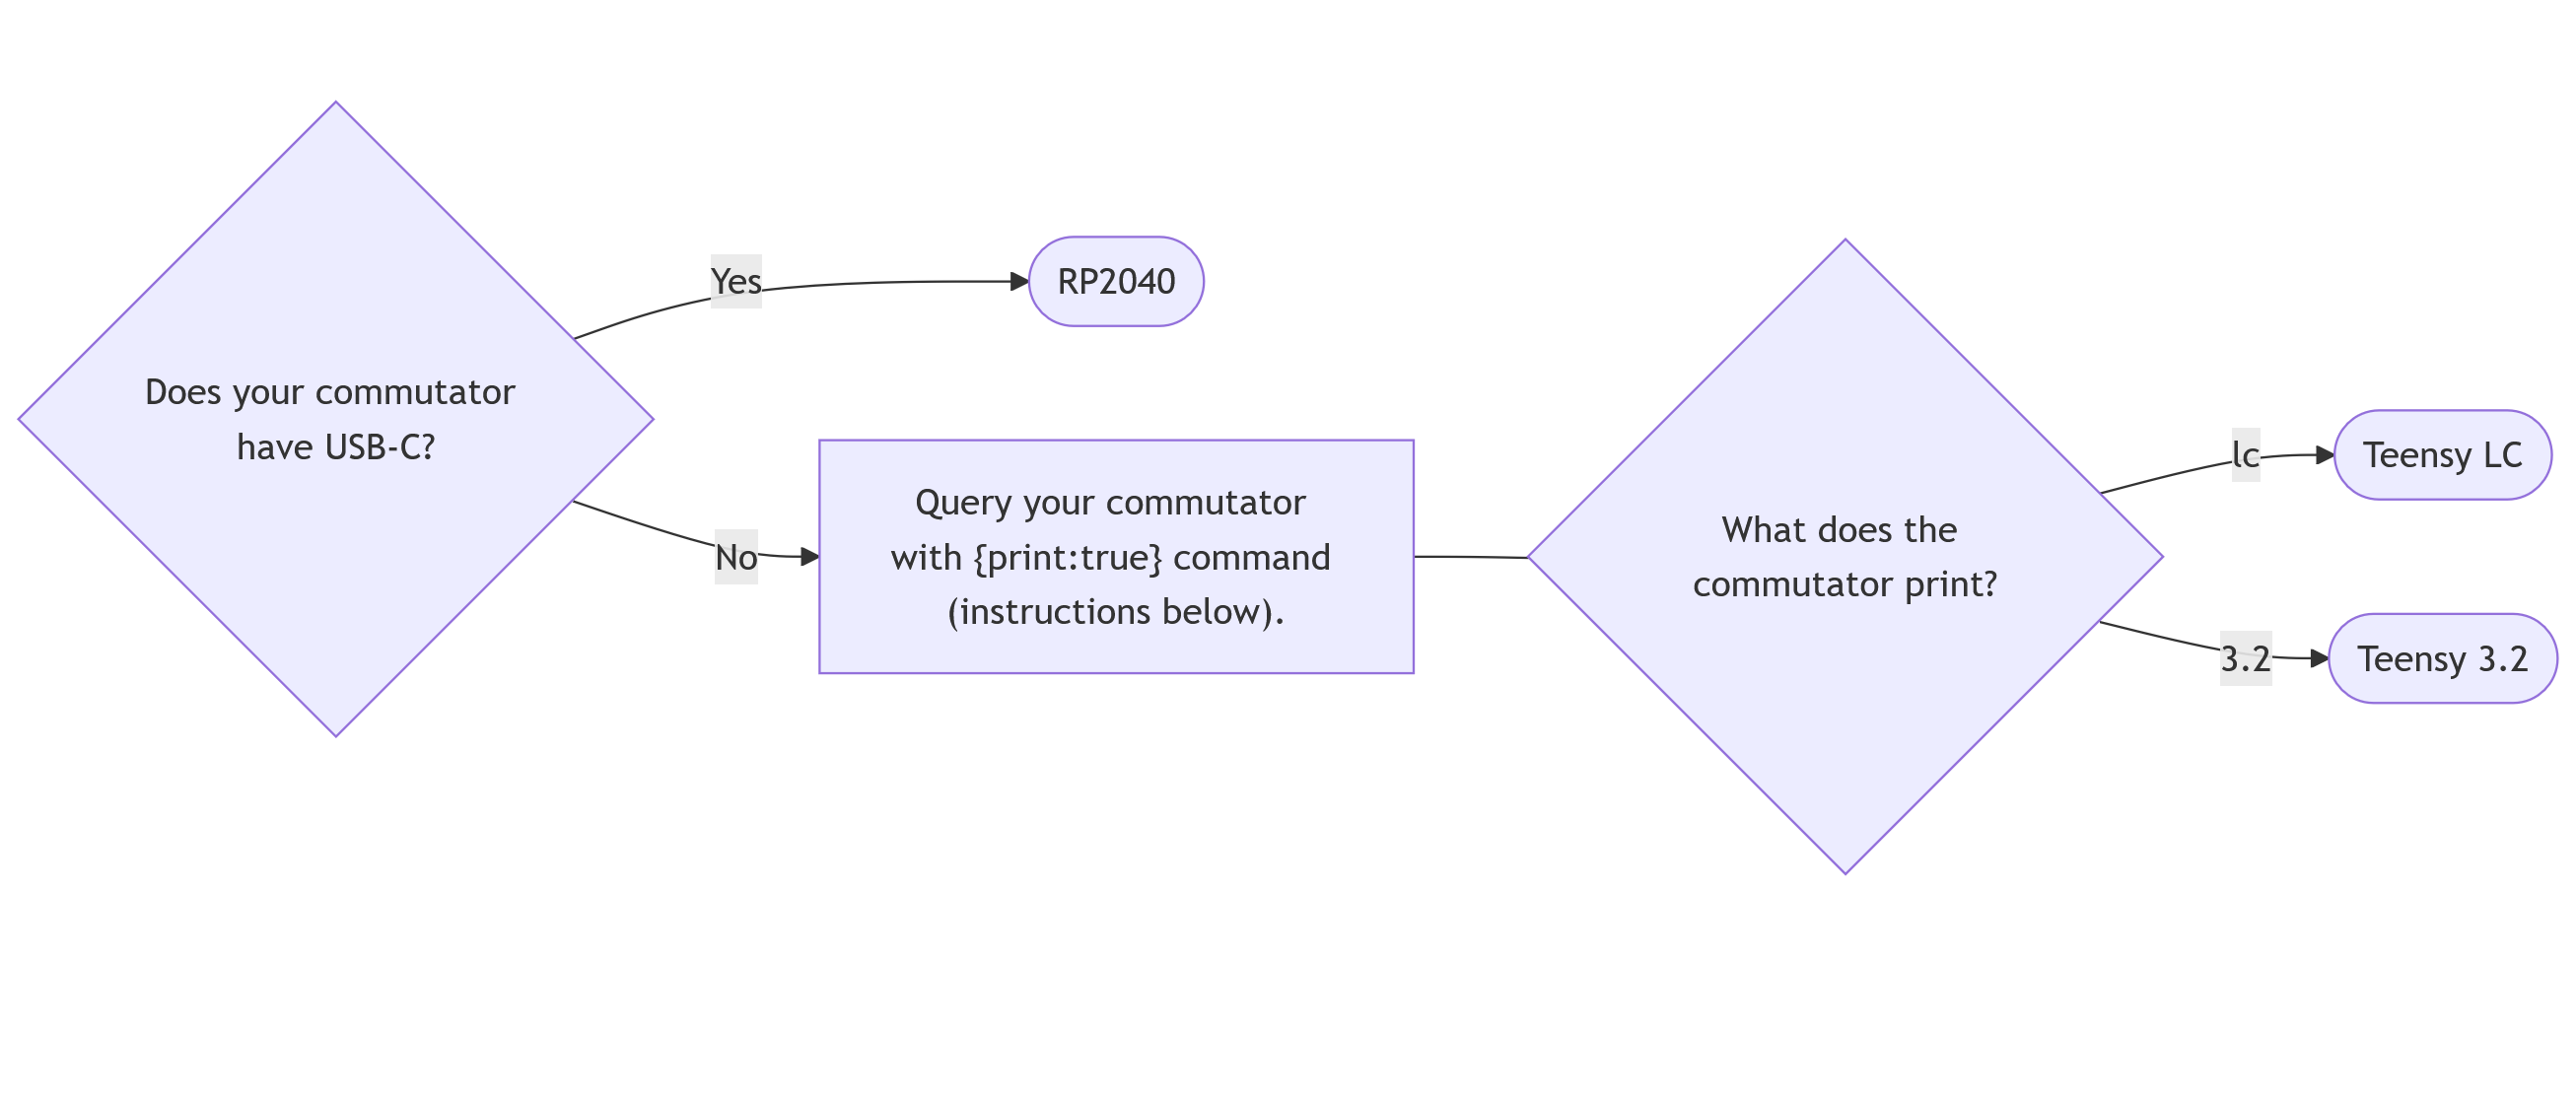 Does your commutator
have USB-C?
Yes
RP2040
No
Query your commutator
with {print:true} command
(instructions below).
What does the
commutator print?
lc
Teensy LC
3.2
Teensy 3.2